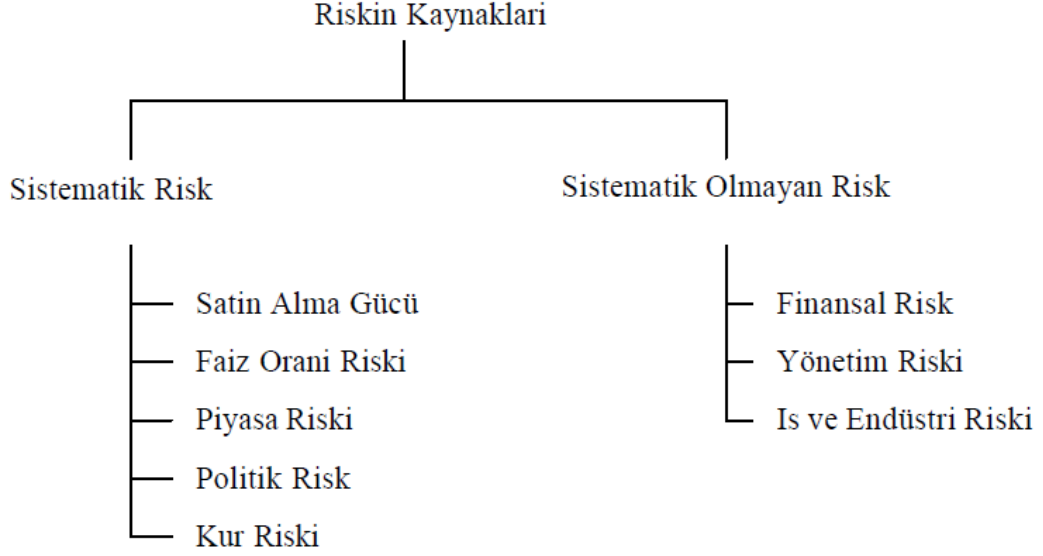 Riskin Kaynaklari
Sistematik Risk
Sistematik Olmayan Risk
Satin Alma Gücü
Faiz Orani Riski
Piyasa Riski
Politik Risk
Kur Riski
Finansal Risk
Yönetim Riski
Is ve Endüstri Riski